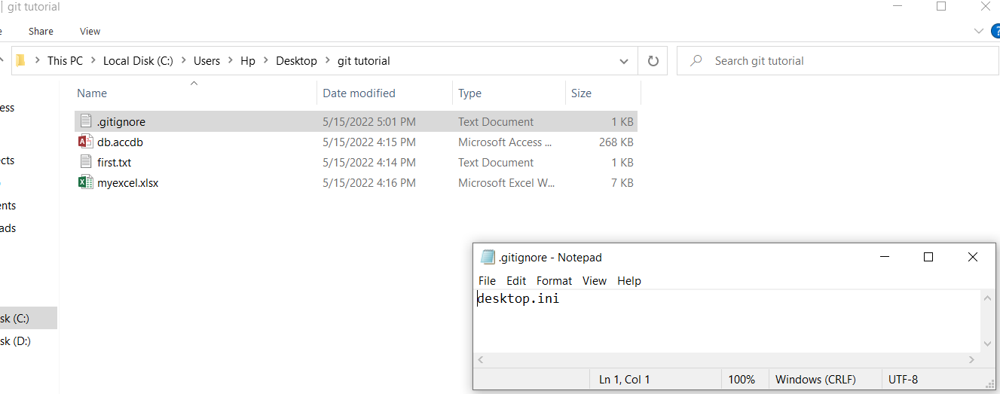 git tutorial
Share View
This PC Local Disk (C:) Users Hp Desktop git tutorial
Search git tutorial
Name Date modified Type Size
.gitignore 5/15/2022 5:01 PM Text Document 1 KB
db.accdb 5/15/2022 4:15 PM Microsoft Access ... 268 KB
first.txt 5/15/2022 4:14 PM Text Document 1 KB
myexcel.xlsx 5/15/2022 4:16 PM Microsoft Excel W... 7 KB
ess
ects
ents
ads
sk (C:)
sk (D:)
.gitignore - Notepad
File Edit Format View Help
desktop.ini
Ln 1, Col 1 100% Windows (CRLF) UTF-8